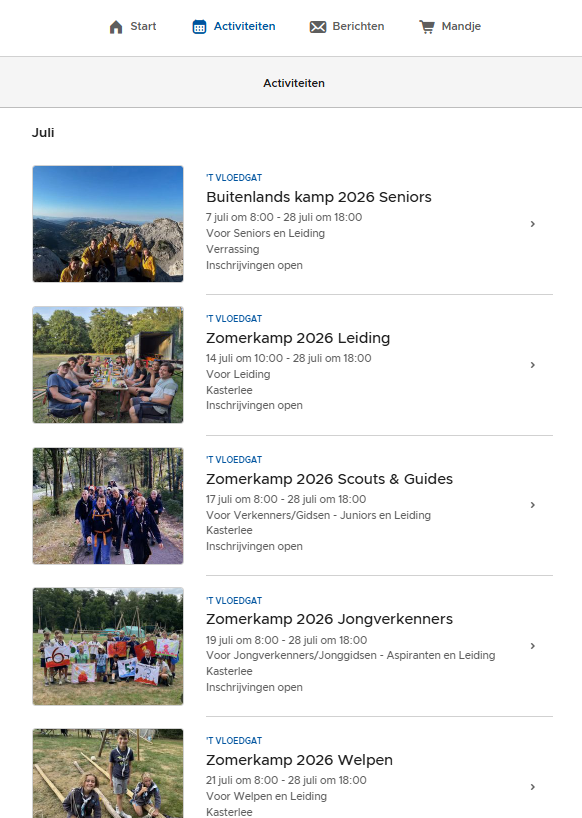 Start
Activiteiten
Berichten
Mandje
Activiteiten
Juli
'T VLOEDGAT
Buitenlands kamp 2026 Seniors
7 juli om 8:00 - 28 juli om 18:00
Voor Seniors en Leiding
Verrassing
Inschrijvingen open
'T VLOEDGAT
Zomerkamp 2026 Leiding
14 juli om 10:00 - 28 juli om 18:00
Voor Leiding
Kasterlee
Inschrijvingen open
'T VLOEDGAT
Zomerkamp 2026 Scouts & Guides
17 juli om 8:00 - 28 juli om 18:00
Voor Verkenners/Gidsen - Juniors en Leiding
Kasterlee
Inschrijvingen open
'T VLOEDGAT
Zomerkamp 2026 Jongverkenners
19 juli om 8:00 - 28 juli om 18:00
Voor Jongverkenners/Jonggidsen - Aspiranten en Leiding
Kasterlee
Inschrijvingen open
'T VLOEDGAT
Zomerkamp 2026 Welpen
21 juli om 8:00 - 28 juli om 18:00
Voor Welpen en Leiding
Kasterlee